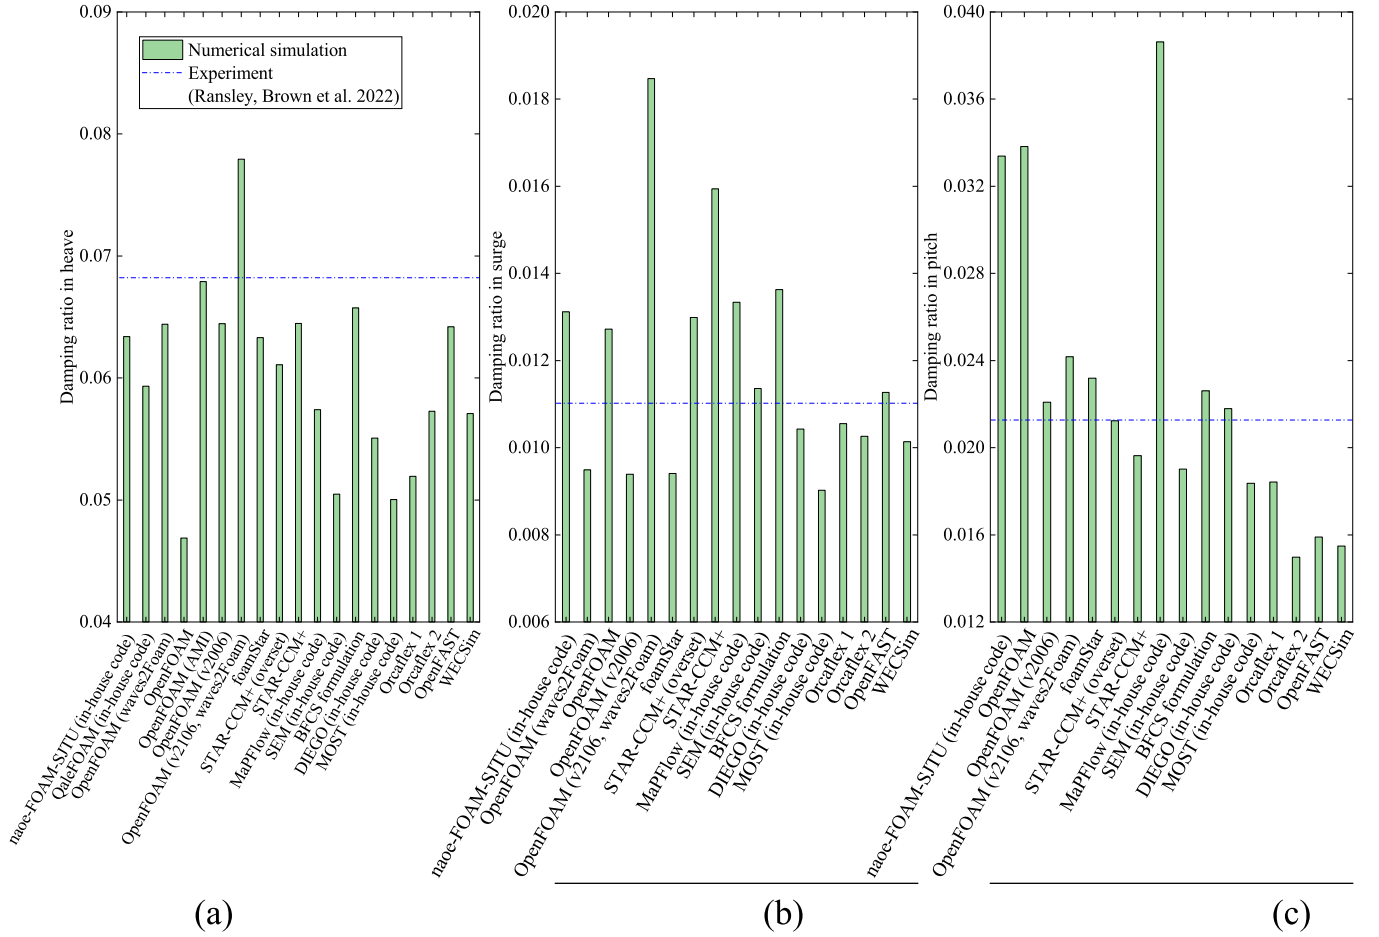 0.09
0.08
0.07
0.06
0.05
0.04
Damping ratio in heave
Numerical simulation
Experiment
(Ransley, Brown et al. 2022)
naoe-FOAM-SJTU (in-house code)
QaleFOAM (in-house code)
OpenFOAM (waves2Foam)
OpenFOAM
OpenFOAM (AMI)
OpenFOAM (v2006)
OpenFOAM (v2106, waves2Foam)
foamStar
STAR-CCM+ (overset)
STAR-CCM+
MaPFlow (in-house code)
SEM (in-house code)
BFCS formulation
DIEGO (in-house code)
MOST (in-house code)
Orcaflex 1
Orcaflex 2
OpenFAST
WECSim
(a)
0.020
0.018
0.016
0.014
0.012
0.010
0.008
0.006
Damping ratio in surge
naoe-FOAM-SJTU (in-house code)
OpenFOAM (waves2Foam)
OpenFOAM
OpenFOAM (v2006)
OpenFOAM (v2106, waves2Foam)
foamStar
STAR-CCM+ (overset)
STAR-CCM+
MaPFlow (in-house code)
SEM (in-house code)
BFCS formulation
DIEGO (in-house code)
MOST (in-house code)
Orcaflex 1
Orcaflex 2
OpenFAST
WECSim
(b)
0.040
0.036
0.032
0.028
0.024
0.020
0.016
0.012
Damping ratio in pitch
naoe-FOAM-SJTU (in-house code)
OpenFOAM
OpenFOAM (v2006)
OpenFOAM (v2106, waves2Foam)
foamStar
STAR-CCM+ (overset)
STAR-CCM+
MaPFlow (in-house code)
SEM (in-house code)
BFCS formulation
DIEGO (in-house code)
MOST (in-house code)
Orcaflex 1
Orcaflex 2
OpenFAST
WECSim
(c)